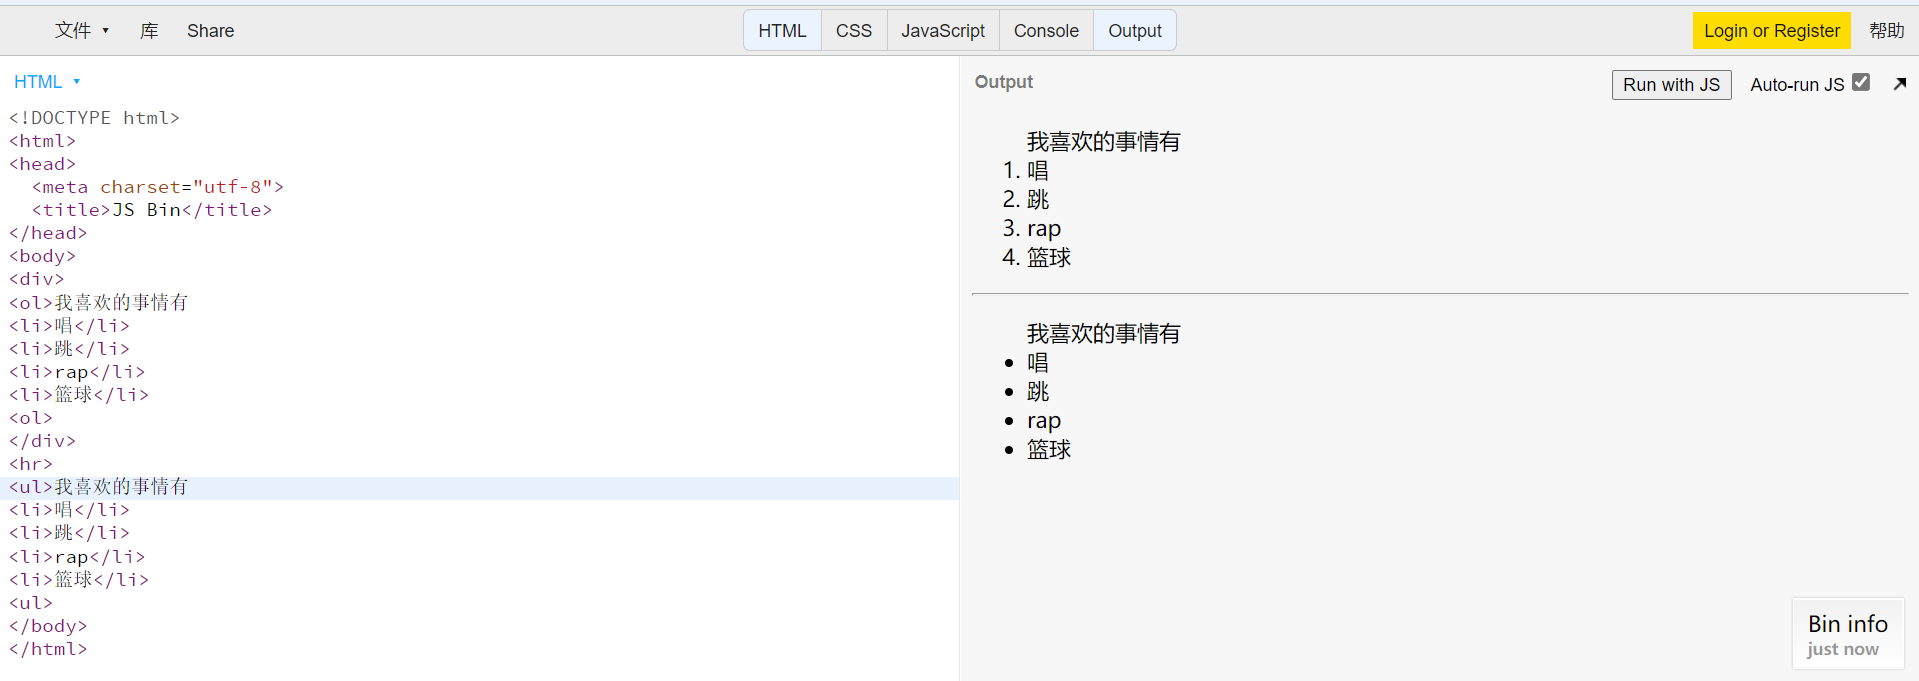 文件 库 Share HTML CSS JavaScript Console Output Login or Register 帮助
HTML
<!DOCTYPE html>
<html>
<head>
<meta charset="utf-8">
<title>JS Bin</title>
</head>
<body>
<div>
<ol>我喜欢的事情有
<li>唱</li>
<li>跳</li>
<li>rap</li>
<li>篮球</li>
<ol>
</div>
<hr>
<ul>我喜欢的事情有
<li>唱</li>
<li>跳</li>
<li>rap</li>
<li>篮球</li>
<ul>
</body>
</html>
Output Run with JS Auto-run JS
我喜欢的事情有
1. 唱
2. 跳
3. rap
4. 篮球
我喜欢的事情有
• 唱
• 跳
• rap
• 篮球
Bin info
just now